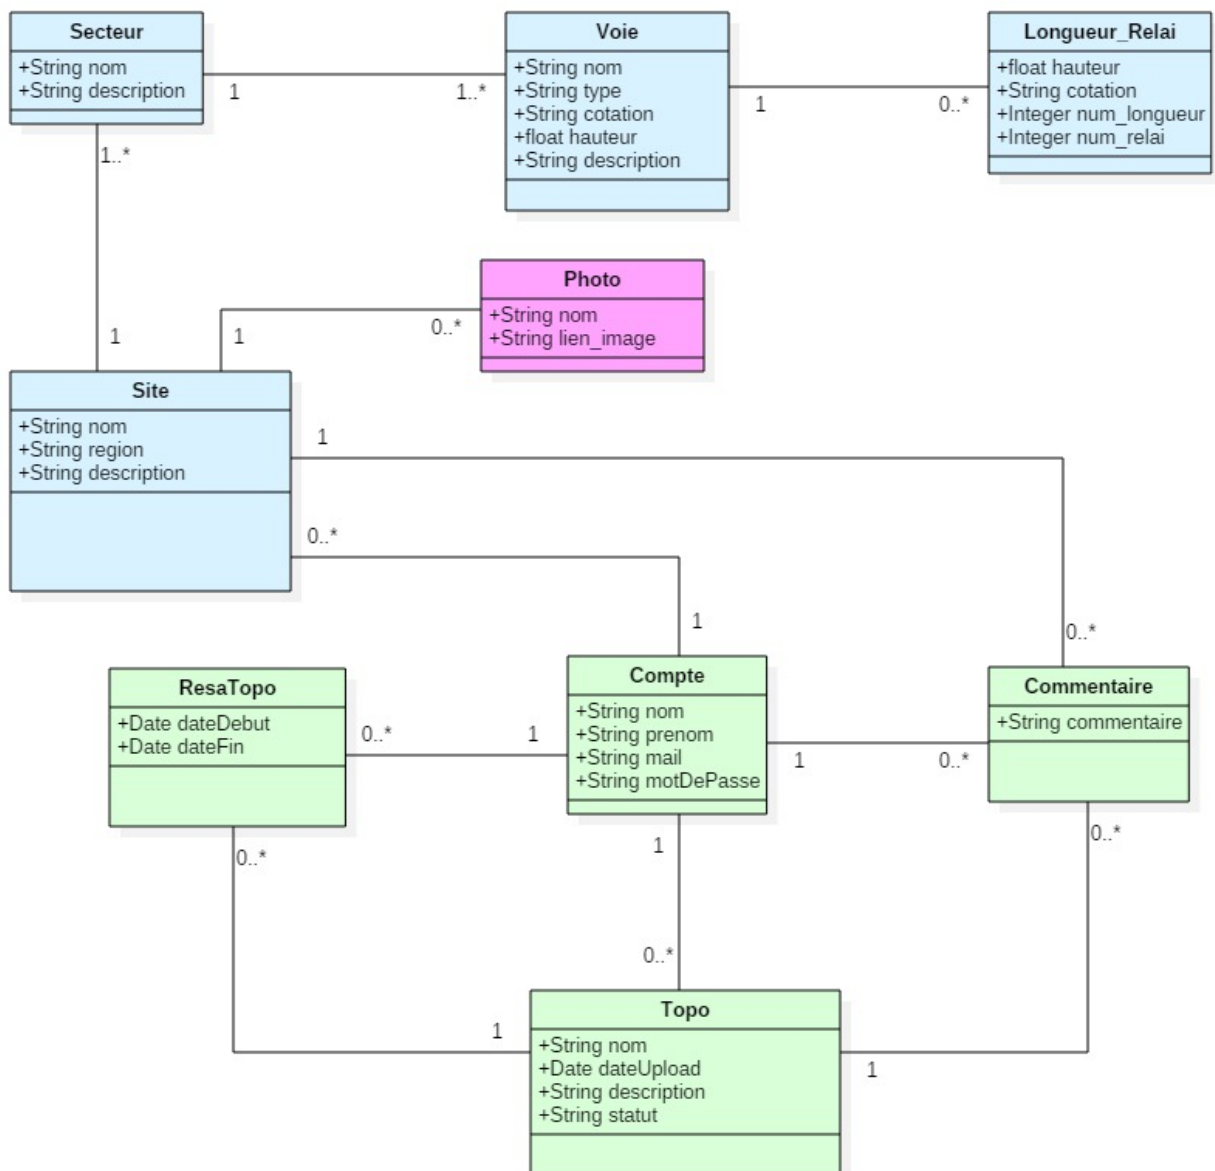 Secteur
+String nom
+String description
1
1..*
Voie
+String nom
+String type
+String cotation
+float hauteur
+String description
1
0..*
Longueur_Relai
+float hauteur
+String cotation
+Integer num_longueur
+Integer num_relai
1..*
1
Photo
+String nom
+String lien_image
1
0..*
Site
+String nom
+String region
+String description
1
0..*
0..*
1
ResaTopo
+Date dateDebut
+Date dateFin
0..*
1
Compte
+String nom
+String prenom
+String mail
+String motDePasse
1
0..*
Commentaire
+String commentaire
0..*
1
1
0..*
0..*
1
Topo
+String nom
+Date dateUpload
+String description
+String statut